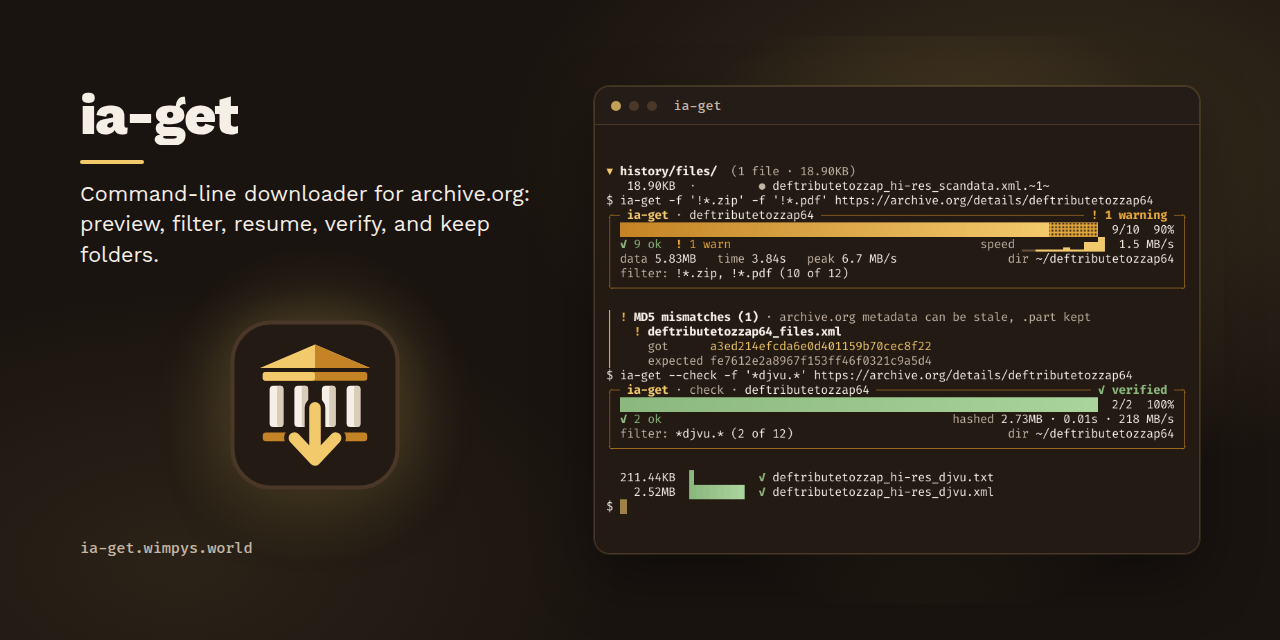 ia-get
Command-line downloader for archive.org:
preview, filter, resume, verify, and keep
folders.
ia-get.wimpys.world
ia-get
▼ history/files/ (1 file · 18.90KB)
18.90KB · ● deftributetozzap_hi-res_scandata.xml.~1~
$ ia-get -f '!*.zip' -f '!*.pdf' https://archive.org/details/deftributetozzap64
ia-get · deftributetozzap64 ! 1 warning
9/10 90%
✓ 9 ok ! 1 warn speed 1.5 MB/s
data 5.83MB time 3.84s peak 6.7 MB/s dir ~/deftributetozzap64
filter: !*.zip, !*.pdf (10 of 12)
! MD5 mismatches (1) · archive.org metadata can be stale, .part kept
! deftributetozzap64_files.xml
got a3ed214efcda6e0d401159b70cec8f22
expected fe7612e2a8967f153ff46f0321c9a5d4
$ ia-get --check -f '*djvu.*' https://archive.org/details/deftributetozzap64
ia-get · check · deftributetozzap64 ✓ verified
2/2 100%
✓ 2 ok hashed 2.73MB · 0.01s · 218 MB/s
filter: *djvu.* (2 of 12) dir ~/deftributetozzap64
211.44KB ✓ deftributetozzap_hi-res_djvu.txt
2.52MB ✓ deftributetozzap_hi-res_djvu.xml
$